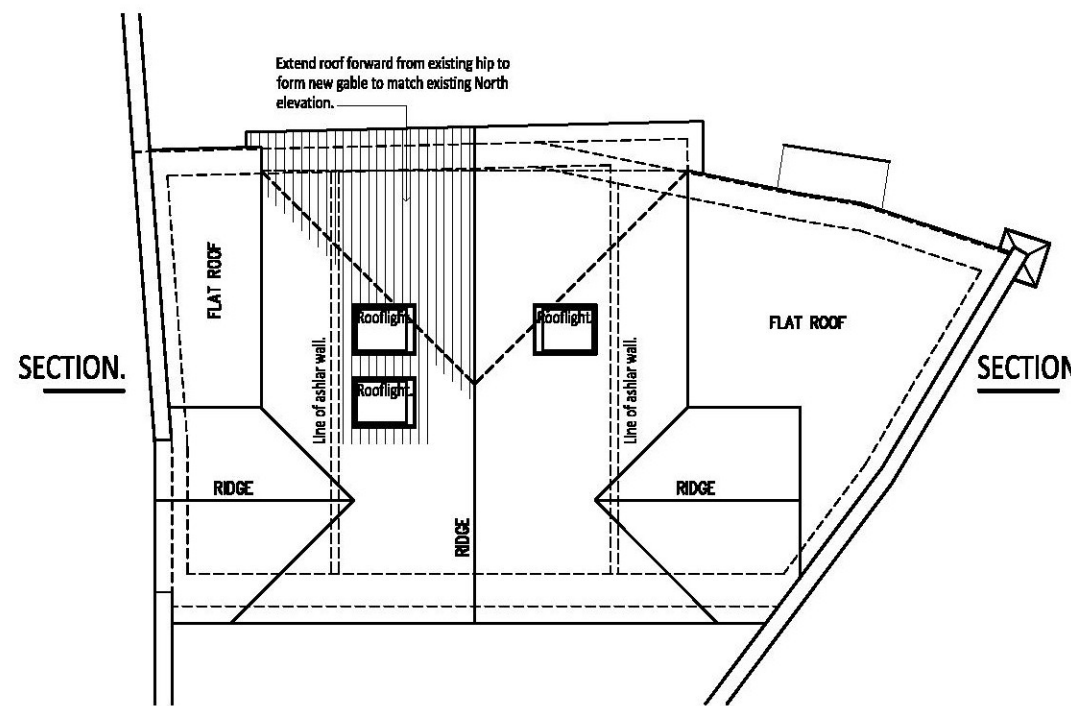 Extend roof forward from existing hip to
form new gable to match existing North
elevation.
FLAT ROOF
Rooflight.
Rooflight.
FLAT ROOF
SECTION.
Line of ashlar wall.
Rooflight.
Line of ashlar wall.
SECTION
RIDGE
RIDGE
RIDGE